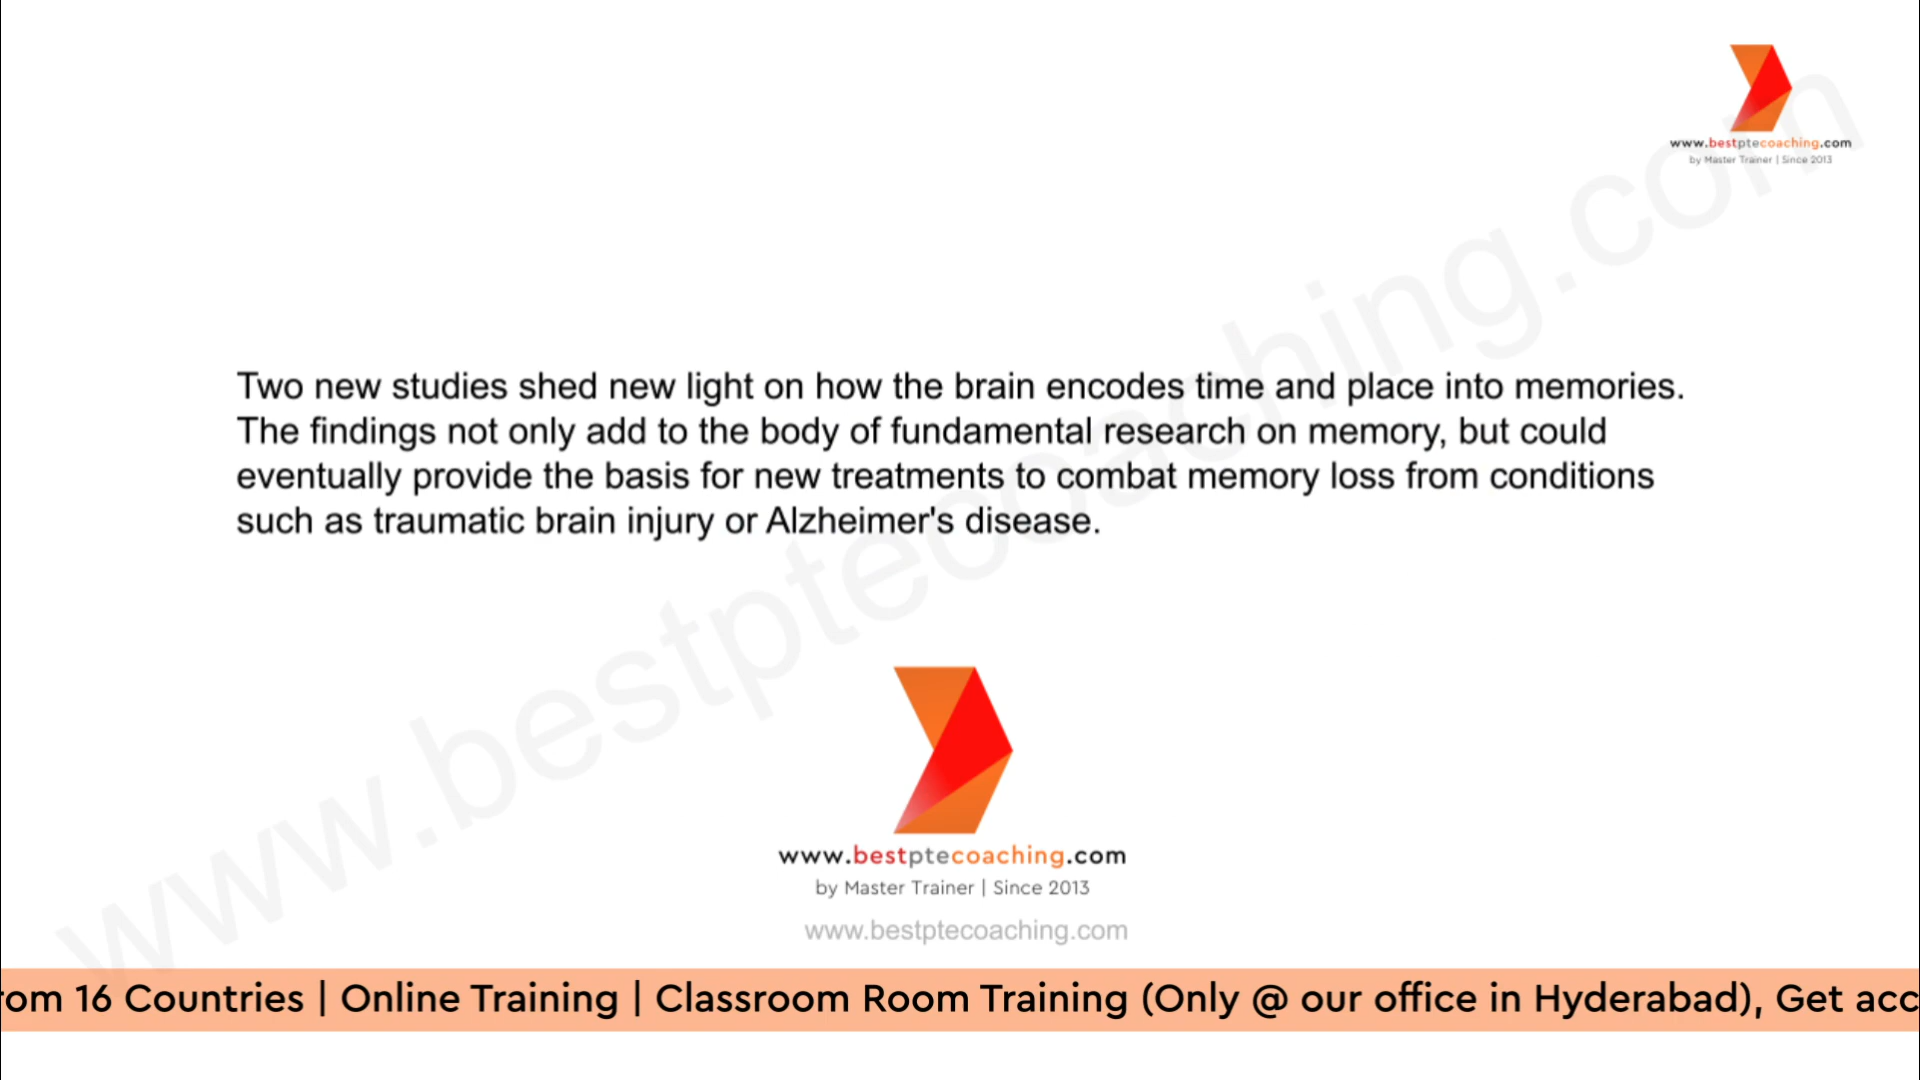 www.bestptecoaching.com
by Master Trainer | Since 2013
Two new studies shed new light on how the brain encodes time and place into memories.
The findings not only add to the body of fundamental research on memory, but could
eventually provide the basis for new treatments to combat memory loss from conditions
such as traumatic brain injury or Alzheimer's disease.
www.bestptecoaching.com
www.bestptecoaching.com
by Master Trainer | Since 2013
www.bestptecoaching.com
16 Countries | Online Training | Classroom Room Training (Only @ our office in Hyderabad), Get